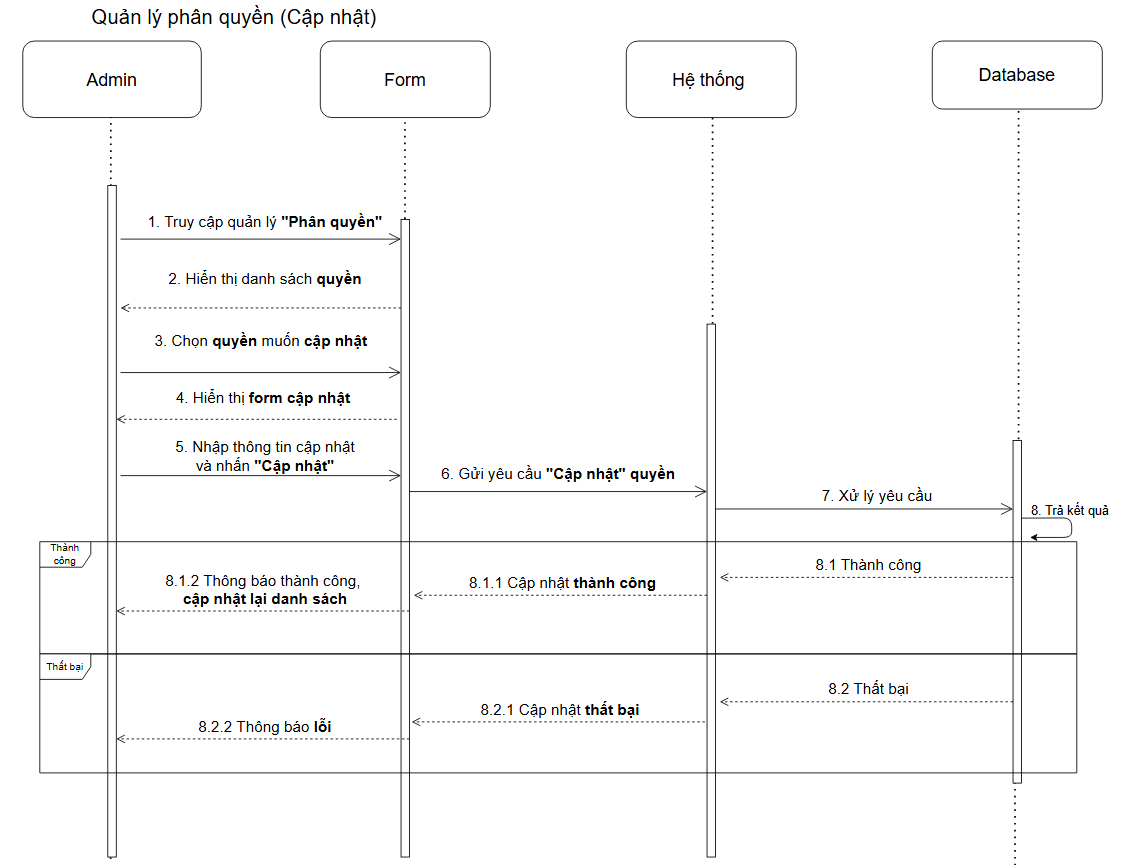 Quản lý phân quyền (Cập nhật)
Admin
Form
Hệ thống
Database
1. Truy cập quản lý "Phân quyền"
2. Hiển thị danh sách quyền
3. Chọn quyền muốn cập nhật
4. Hiển thị form cập nhật
5. Nhập thông tin cập nhật
và nhấn "Cập nhật"
6. Gửi yêu cầu "Cập nhật" quyền
7. Xử lý yêu cầu
8. Trả kết quả
Thành
công
8.1 Thành công
8.1.1 Cập nhật thành công
8.1.2 Thông báo thành công,
cập nhật lại danh sách
Thất bại
8.2 Thất bại
8.2.1 Cập nhật thất bại
8.2.2 Thông báo lỗi